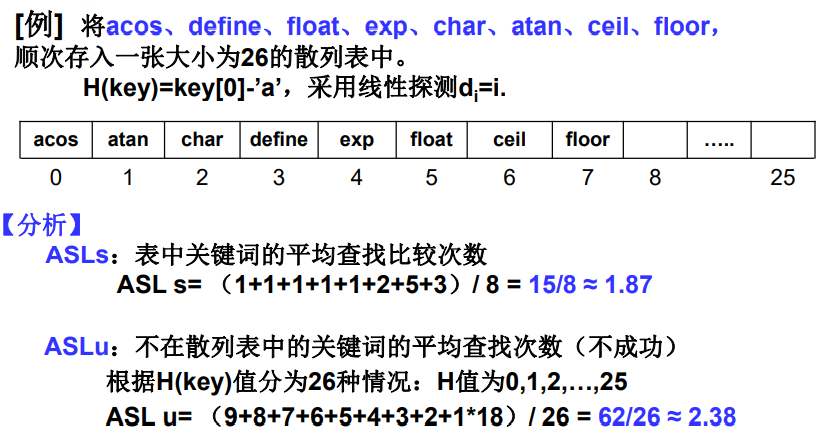 [例] 将acos、define、float、exp、char、atan、ceil、floor，
顺次存入一张大小为26的散列表中。
H(key)=key[0]-’a’，采用线性探测di=i.
acos atan char define exp float ceil floor …..
0 1 2 3 4 5 6 7 8 25
【分析】
ASLs：表中关键词的平均查找比较次数
ASL s= （1+1+1+1+1+2+5+3）/ 8 = 15/8 ≈ 1.87
ASLu：不在散列表中的关键词的平均查找次数（不成功）
根据H(key)值分为26种情况：H值为0,1,2,…,25
ASL u= （9+8+7+6+5+4+3+2+1*18）/ 26 = 62/26 ≈ 2.38